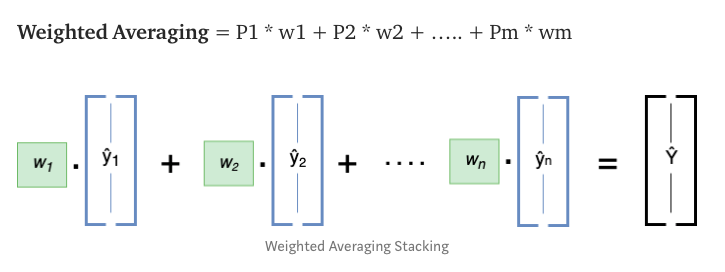 Weighted Averaging = P1 * w1 + P2 * w2 + ..... + Pm * wm
w1 · ŷ1 + w2 · ŷ2 + .... wn · ŷn = Ŷ
Weighted Averaging Stacking